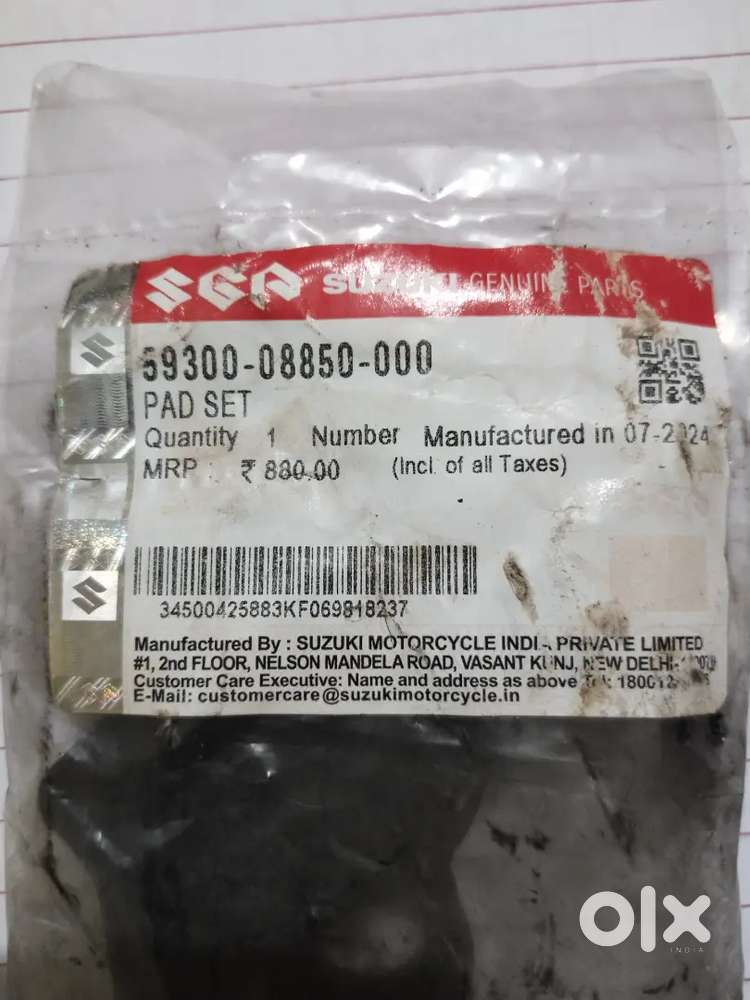 SGP SUZUKI GENUINE PARTS
59300-08850-000
PAD SET
Quantity 1 Number Manufactured in 07-2024
MRP : ₹ 880.00 (Incl. of all Taxes)
34500425883KF069818237
Manufactured By : SUZUKI MOTORCYCLE INDIA PRIVATE LIMITED
#1, 2nd FLOOR, NELSON MANDELA ROAD, VASANT KUNJ, NEW DELHI-
Customer Care Executive: Name and address as above
E-Mail: customercare@suzukimotorcycle.in
olx
INDIA